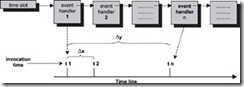 time slot
event
handler
1
event
handler
2
event
handler
n
Δy
Δx
invocation
time
t 1
t 2
t n
Time line